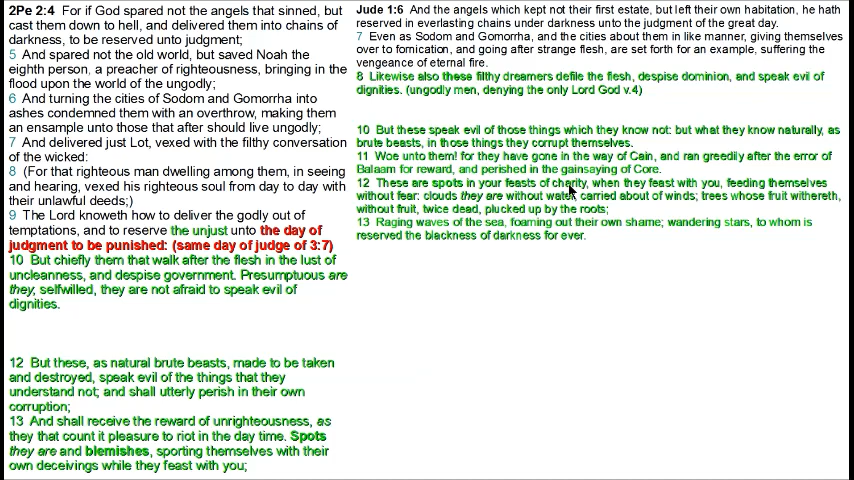 2Pe 2:4 For if God spared not the angels that sinned, but
cast them down to hell, and delivered them into chains of
darkness, to be reserved unto judgment;
5 And spared not the old world, but saved Noah the
eighth person, a preacher of righteousness, bringing in the
flood upon the world of the ungodly;
6 And turning the cities of Sodom and Gomorrha into
ashes condemned them with an overthrow, making them
an ensample unto those that after should live ungodly;
7 And delivered just Lot, vexed with the filthy conversation
of the wicked:
8 (For that righteous man dwelling among them, in seeing
and hearing, vexed his righteous soul from day to day with
their unlawful deeds;)
9 The Lord knoweth how to deliver the godly out of
temptations, and to reserve the unjust unto the day of
judgment to be punished: (same day of judge of 3:7)
10 But chiefly them that walk after the flesh in the lust of
uncleanness, and despise government. Presumptuous are
they, selfwilled, they are not afraid to speak evil of
dignities.
12 But these, as natural brute beasts, made to be taken
and destroyed, speak evil of the things that they
understand not; and shall utterly perish in their own
corruption;
13 And shall receive the reward of unrighteousness, as
they that count it pleasure to riot in the day time. Spots
they are and blemishes, sporting themselves with their
own deceivings while they feast with you;
Jude 1:6 And the angels which kept not their first estate, but left their own habitation, he hath
reserved in everlasting chains under darkness unto the judgment of the great day.
7 Even as Sodom and Gomorrha, and the cities about them in like manner, giving themselves
over to fornication, and going after strange flesh, are set forth for an example, suffering the
vengeance of eternal fire.
8 Likewise also these filthy dreamers defile the flesh, despise dominion, and speak evil of
dignities. (ungodly men, denying the only Lord God v.4)
10 But these speak evil of those things which they know not: but what they know naturally, as
brute beasts, in those things they corrupt themselves.
11 Woe unto them! for they have gone in the way of Cain, and ran greedily after the error of
Balaam for reward, and perished in the gainsaying of Core.
12 These are spots in your feasts of charity, when they feast with you, feeding themselves
without fear: clouds they are without water, carried about of winds; trees whose fruit withereth,
without fruit, twice dead, plucked up by the roots;
13 Raging waves of the sea, foaming out their own shame; wandering stars, to whom is
reserved the blackness of darkness for ever.